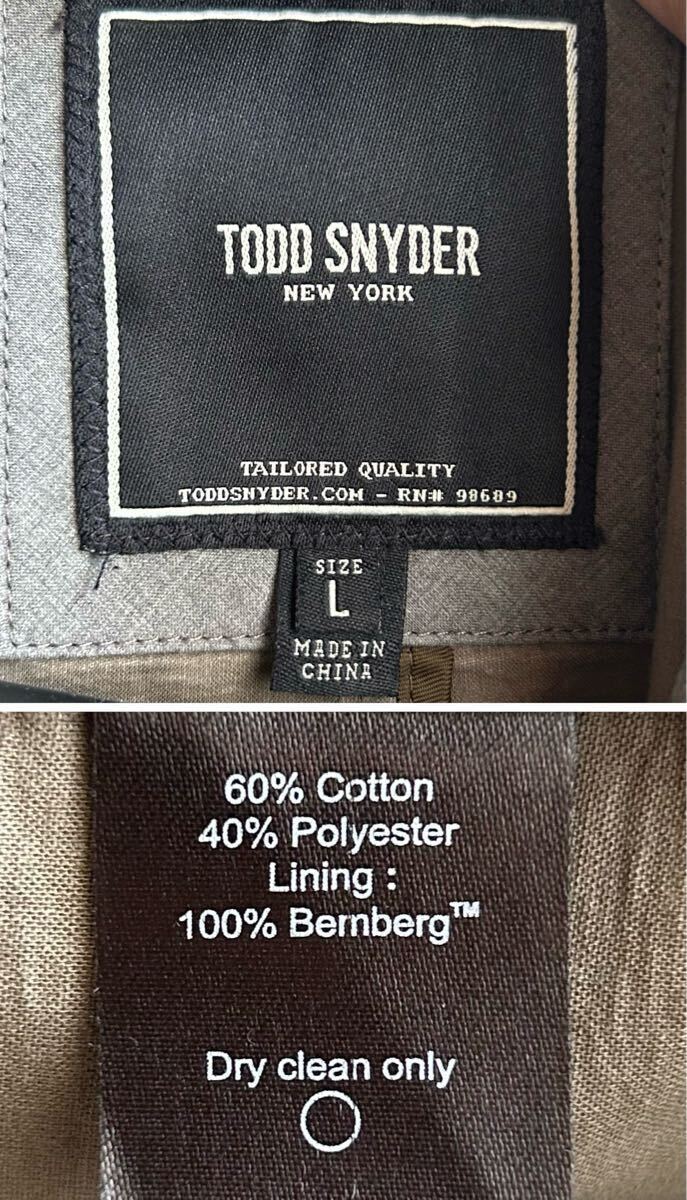 TODD SNYDER
NEW YORK
TAILORED QUALITY
TODDSNYDER.COM - RN# 98689
SIZE
L
MADE IN
CHINA
60% Cotton
40% Polyester
Lining :
100% Bernberg™
Dry clean only